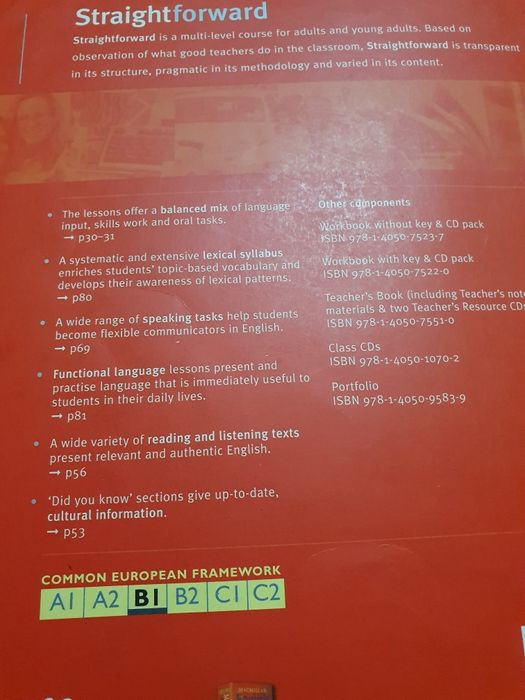 Straightforward
Straightforward is a multi-level course for adults and young adults. Based on
observation of what good teachers do in the classroom, Straightforward is transparent
in its structure, pragmatic in its methodology and varied in its content.
• The lessons offer a balanced mix of language
input, skills work and oral tasks.
→ p30–31
• A systematic and extensive lexical syllabus
enriches students' topic-based vocabulary and
develops their awareness of lexical patterns.
→ p80
• A wide range of speaking tasks help students
become flexible communicators in English.
→ p69
• Functional language lessons present and
practise language that is immediately useful to
students in their daily lives.
→ p81
• A wide variety of reading and listening texts
present relevant and authentic English.
→ p56
• 'Did you know' sections give up-to-date,
cultural information.
→ p53
Other components
Workbook without key & CD pack
ISBN 978-1-4050-7523-7
Workbook with key & CD pack
ISBN 978-1-4050-7522-0
Teacher's Book (including Teacher's note
materials & two Teacher's Resource CDs
ISBN 978-1-4050-7551-0
Class CDs
ISBN 978-1-4050-1070-2
Portfolio
ISBN 978-1-4050-9583-9
COMMON EUROPEAN FRAMEWORK
A1 A2 B1 B2 C1 C2
MACMILLAN